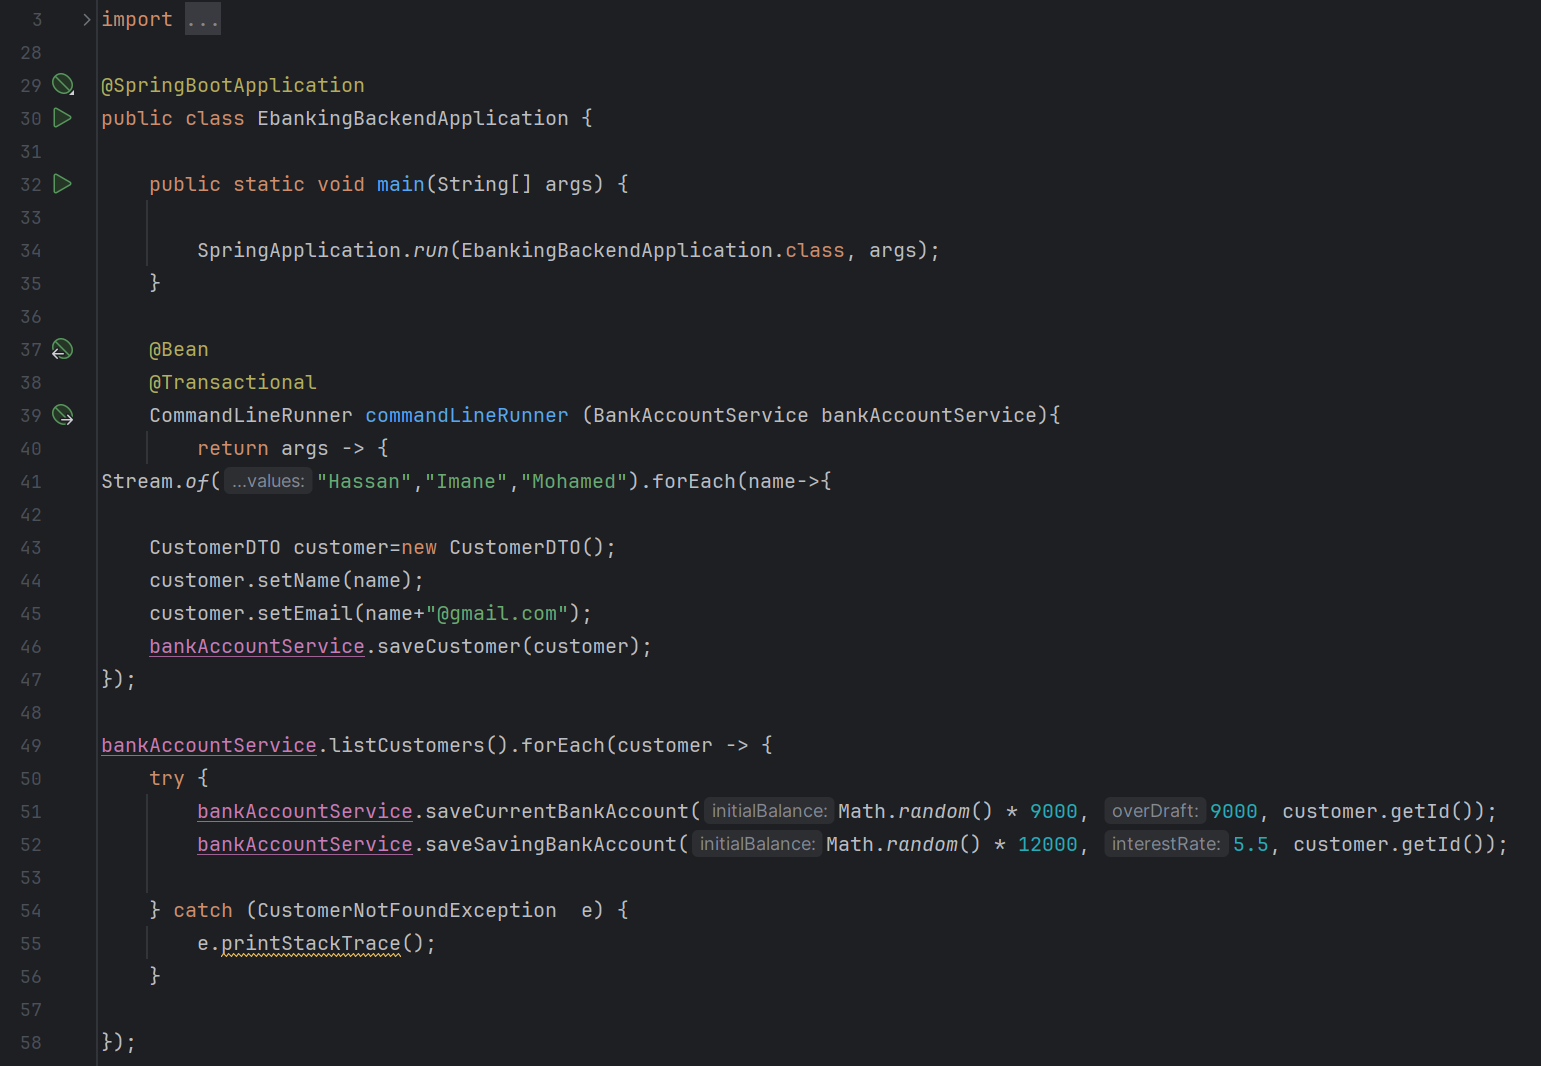 3 import ...
28
29 @SpringBootApplication
30 public class EbankingBackendApplication {
31
32 public static void main(String[] args) {
33
34 SpringApplication.run(EbankingBackendApplication.class, args);
35 }
36
37 @Bean
38 @Transactional
39 CommandLineRunner commandLineRunner (BankAccountService bankAccountService){
40 return args -> {
41 Stream.of( ...values: "Hassan","Imane","Mohamed").forEach(name->{
42
43 CustomerDTO customer=new CustomerDTO();
44 customer.setName(name);
45 customer.setEmail(name+"@gmail.com");
46 bankAccountService.saveCustomer(customer);
47 });
48
49 bankAccountService.listCustomers().forEach(customer -> {
50 try {
51 bankAccountService.saveCurrentBankAccount( initialBalance: Math.random() * 9000, overDraft: 9000, customer.getId());
52 bankAccountService.saveSavingBankAccount( initialBalance: Math.random() * 12000, interestRate: 5.5, customer.getId());
53
54 } catch (CustomerNotFoundException  e) {
55 e.printStackTrace();
56 }
57
58 });